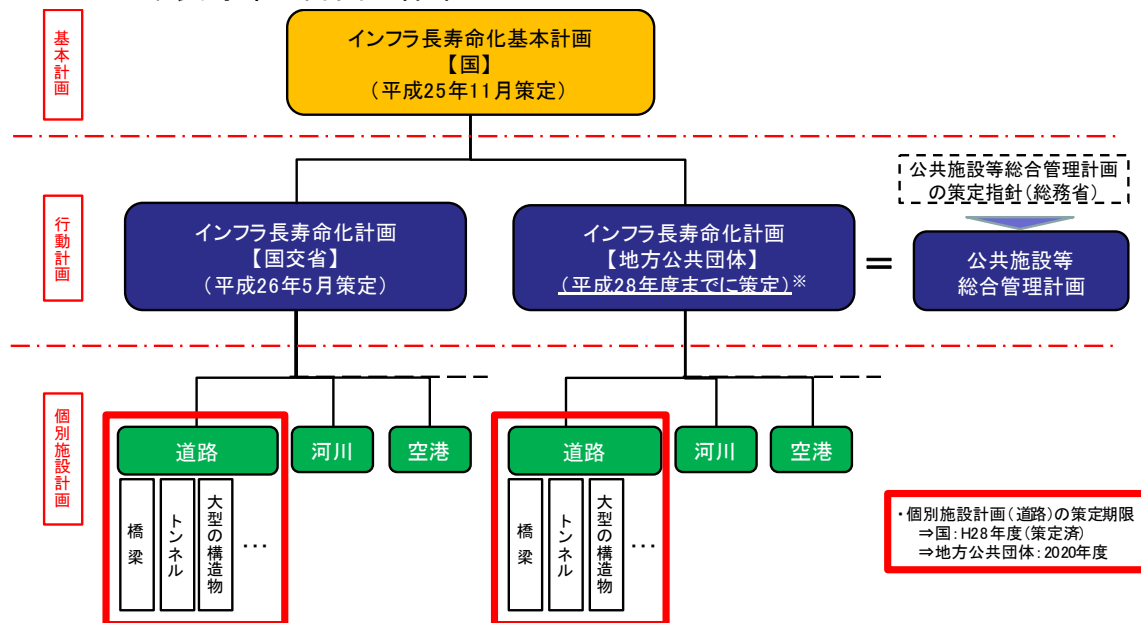 基本計画
インフラ長寿命化基本計画
【国】
（平成25年11月策定）
行動計画
インフラ長寿命化計画
【国交省】
（平成26年5月策定）
インフラ長寿命化計画
【地方公共団体】
（平成28年度までに策定）※
＝
公共施設等総合管理計画
の策定指針（総務省）
公共施設等
総合管理計画
個別施設計画
道路
河川
空港
橋梁
トンネル
大型の構造物
…
道路
河川
空港
橋梁
トンネル
大型の構造物
…
・個別施設計画（道路）の策定期限
⇒国：H28年度（策定済）
⇒地方公共団体：2020年度